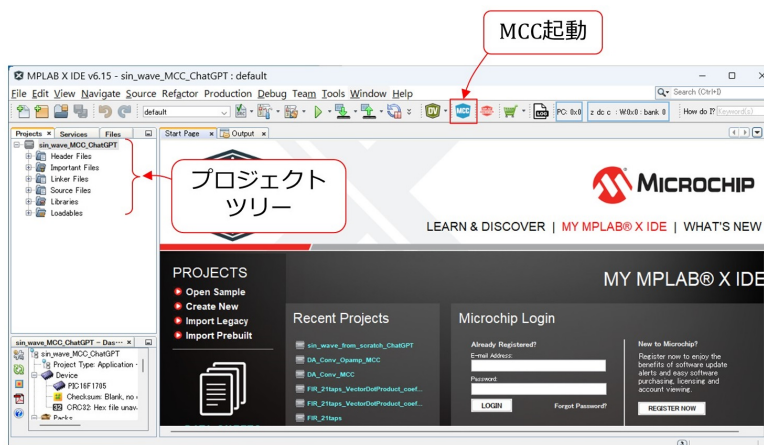 MCC起動
MPLAB X IDE v6.15 - sin_wave_MCC_ChatGPT : default
File Edit View Navigate Source Refactor Production Debug Team Tools Window Help
Search (Ctrl+I)
default
DV
MCC
PC: 0x0
z dc c : W:0x0 : bank 0
How do I?
(Keyword(s))
Projects × Services Files
Start Page × Output ×
sin_wave_MCC_ChatGPT
Header Files
Important Files
Linker Files
Source Files
Libraries
Loadables
プロジェクト
ツリー
MICROCHIP
LEARN & DISCOVER | MY MPLAB® X IDE | WHAT'S NEW
PROJECTS
Open Sample
Create New
Import Legacy
Import Prebuilt
MY MPLAB® X IDE
Recent Projects
sin_wave_from_scratch_ChatGPT
DA_Conv_Opamp_MCC
DA_Conv_MCC
FIR_21taps_VectorDotProduct_coef...
FIR_21taps_VectorDotProduct_coef...
FIR_21taps
Microchip Login
Already Registered?
E-mail Address:
Password:
LOGIN
Forgot Password?
New to Microchip?
Register now to enjoy the
benefits of software update
alerts and easy software
purchasing, licensing and
account viewing.
REGISTER NOW
sin_wave_MCC_ChatGPT - Das... ×
sin_wave_MCC_ChatGPT
Project Type: Application -
Device
PIC16F1705
Checksum: Blank, no
CRC32: Hex file unav
Packs